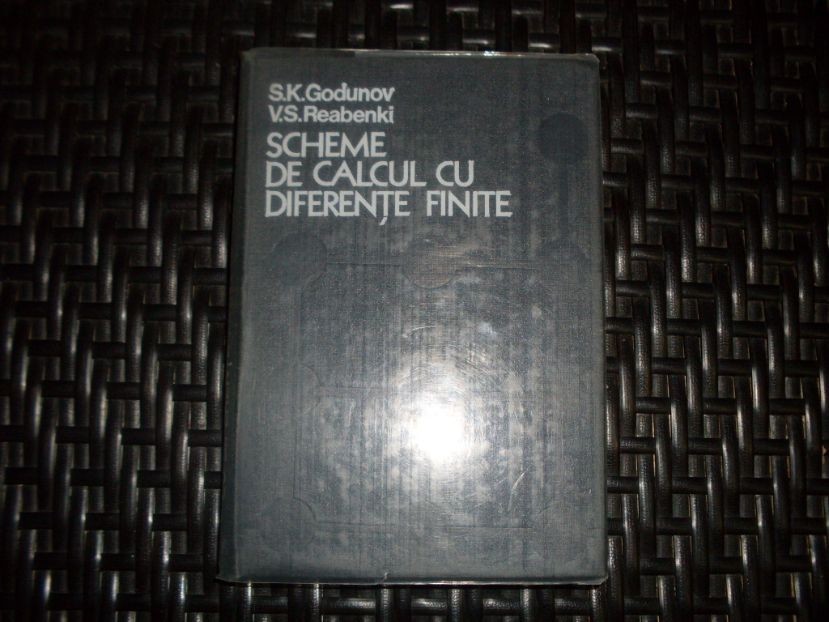 S.K.Godunov
V.S.Reabenki
SCHEME
DE CALCUL CU
DIFERENȚE FINITE